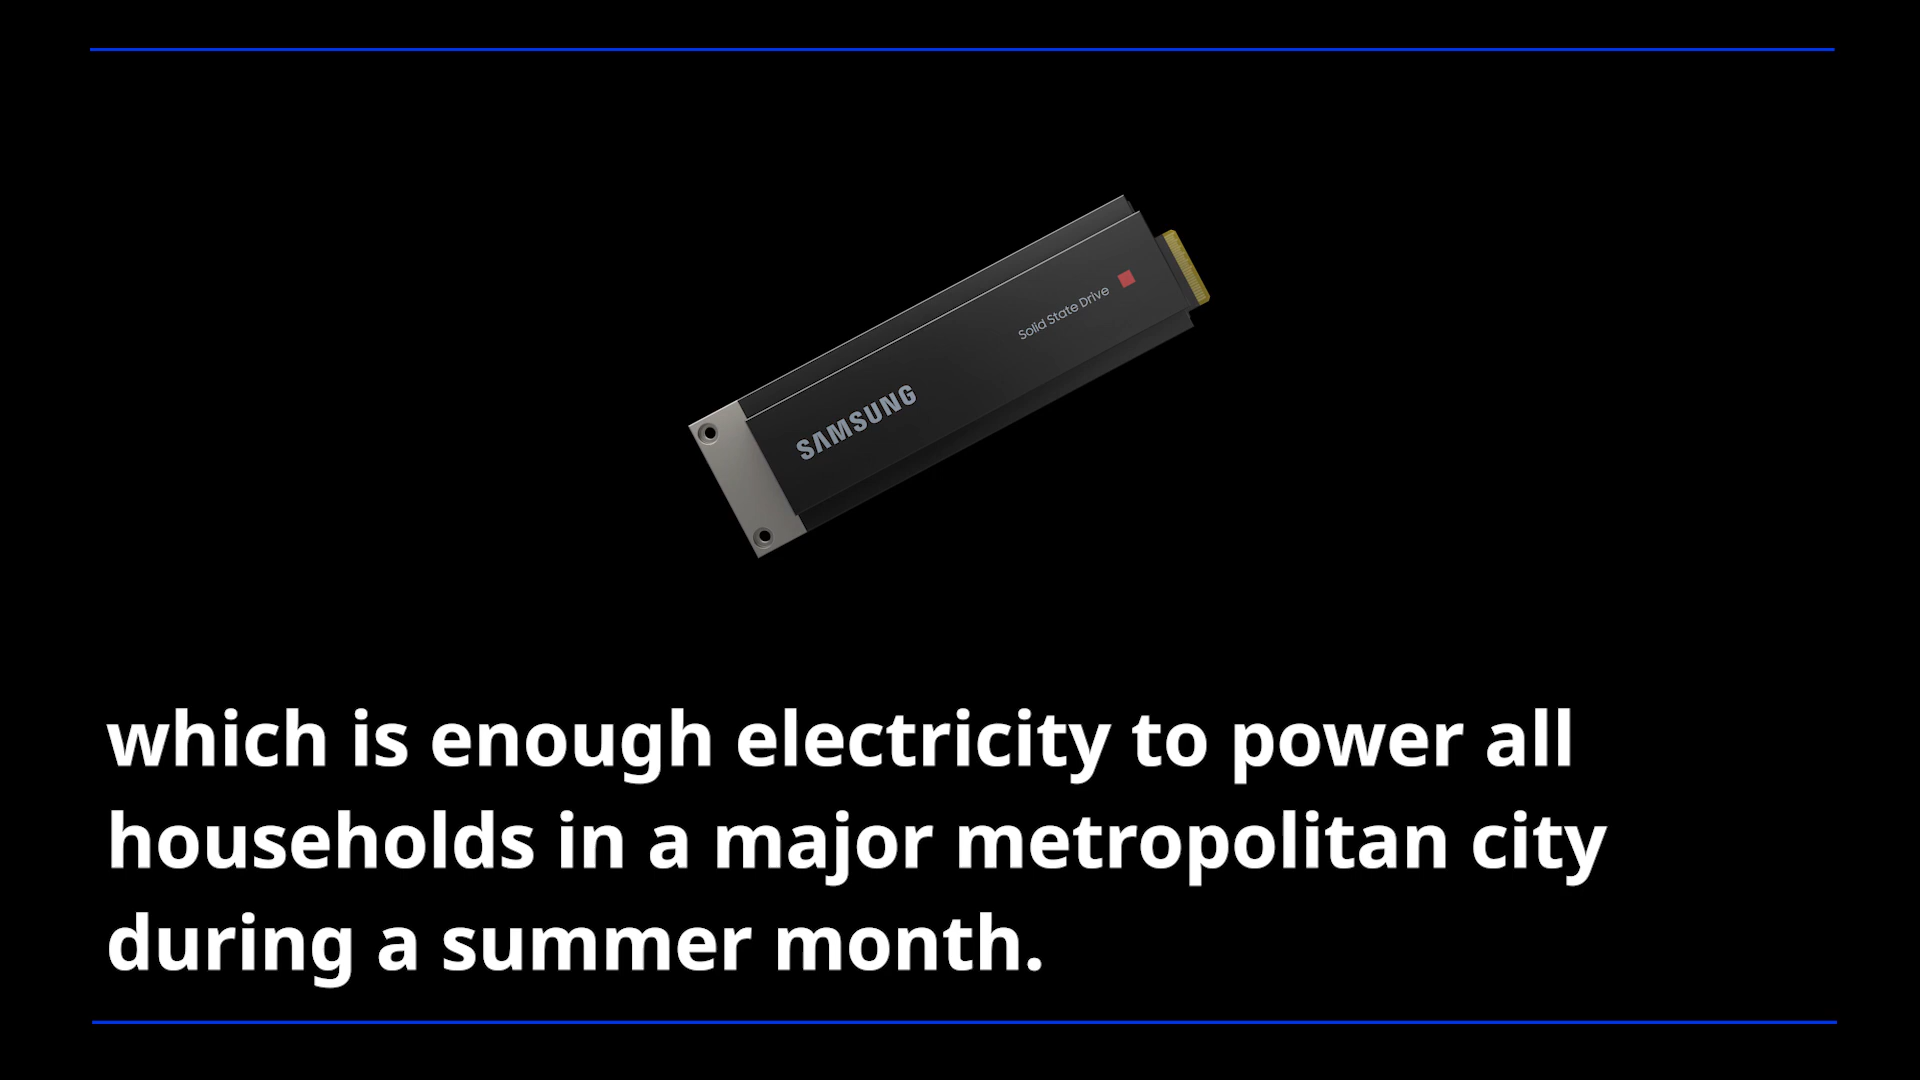 Solid State Drive
SAMSUNG
which is enough electricity to power all
households in a major metropolitan city
during a summer month.